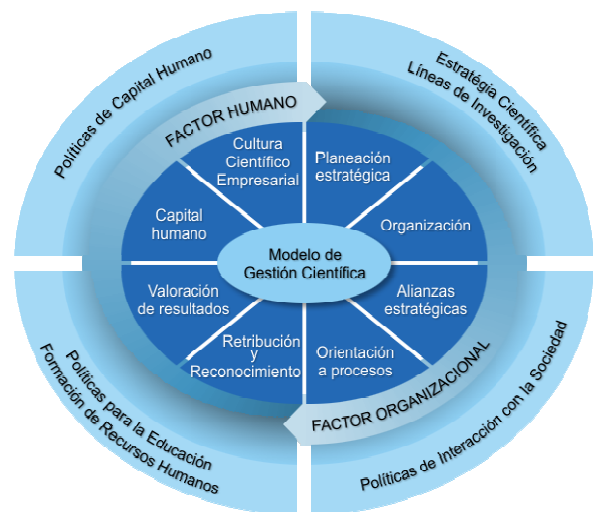 Políticas de Capital Humano
Estratégia Científica
Líneas de Investigación
FACTOR HUMANO
Cultura
Científico
Empresarial
Planeación
estratégica
Capital
humano
Organización
Modelo de
Gestión Científica
Valoración
de resultados
Alianzas
estratégicas
Retribución
y
Reconocimiento
Orientación
a procesos
FACTOR ORGANIZACIONAL
Políticas para la Educación
Formación de Recursos Humanos
Políticas de Interacción con la Sociedad